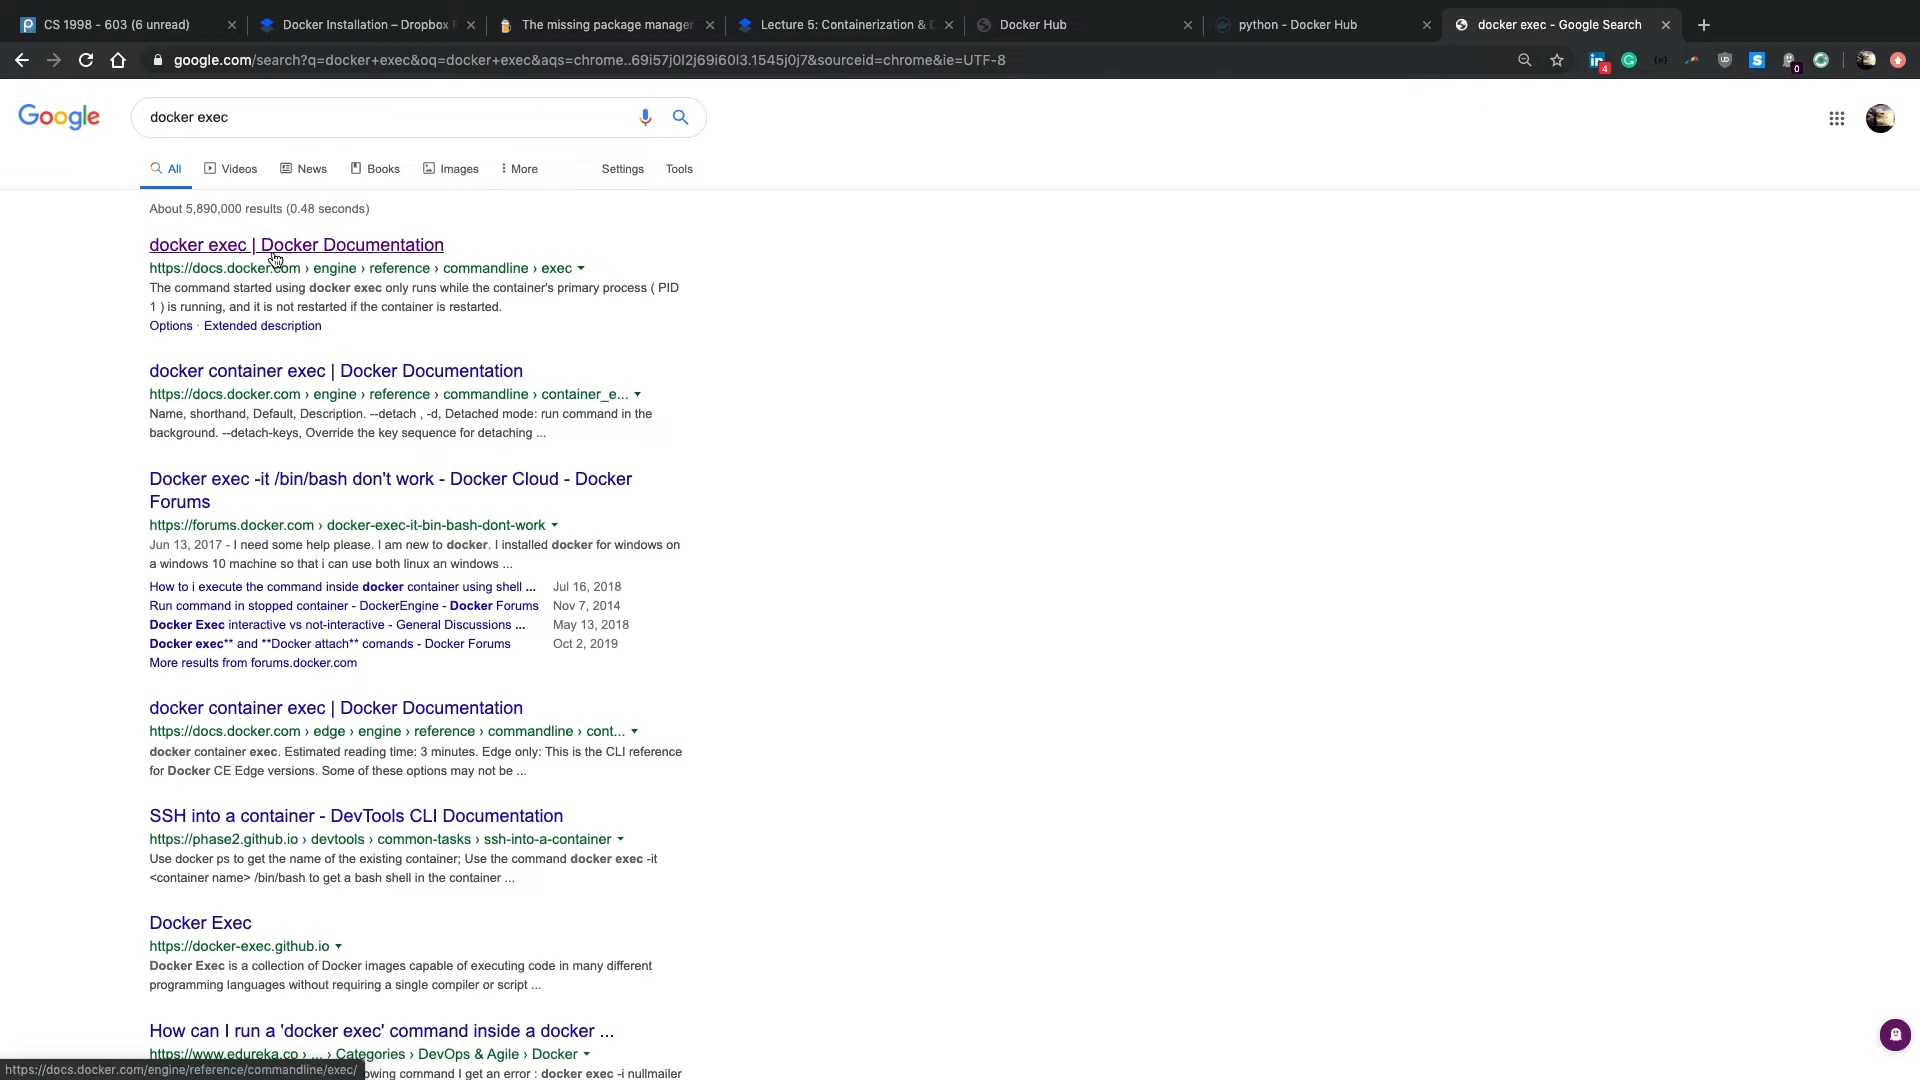 CS 1998 - 603 (6 unread)
Docker Installation – Dropbox
The missing package manager
Lecture 5: Containerization &
Docker Hub
python - Docker Hub
docker exec - Google Search
google.com/search?q=docker+exec&oq=docker+exec&aqs=chrome..69i57j0l2j69i60l3.1545j0j7&sourceid=chrome&ie=UTF-8
4
0
Google
docker exec
All
Videos
News
Books
Images
More
Settings
Tools
About 5,890,000 results (0.48 seconds)
docker exec | Docker Documentation
https://docs.docker.com › engine › reference › commandline › exec
The command started using docker exec only runs while the container's primary process ( PID
1 ) is running, and it is not restarted if the container is restarted.
Options · Extended description
docker container exec | Docker Documentation
https://docs.docker.com › engine › reference › commandline › container_e...
Name, shorthand, Default, Description. --detach , -d, Detached mode: run command in the
background. --detach-keys, Override the key sequence for detaching ...
Docker exec -it /bin/bash don't work - Docker Cloud - Docker
Forums
https://forums.docker.com › docker-exec-it-bin-bash-dont-work
Jun 13, 2017 - I need some help please. I am new to docker. I installed docker for windows on
a windows 10 machine so that i can use both linux an windows ...
How to i execute the command inside docker container using shell ... Jul 16, 2018
Run command in stopped container - DockerEngine - Docker Forums Nov 7, 2014
Docker Exec interactive vs not-interactive - General Discussions ... May 13, 2018
Docker exec** and **Docker attach** comands - Docker Forums Oct 2, 2019
More results from forums.docker.com
docker container exec | Docker Documentation
https://docs.docker.com › edge › engine › reference › commandline › cont...
docker container exec. Estimated reading time: 3 minutes. Edge only: This is the CLI reference
for Docker CE Edge versions. Some of these options may not be ...
SSH into a container - DevTools CLI Documentation
https://phase2.github.io › devtools › common-tasks › ssh-into-a-container
Use docker ps to get the name of the existing container; Use the command docker exec -it
<container name> /bin/bash to get a bash shell in the container ...
Docker Exec
https://docker-exec.github.io
Docker Exec is a collection of Docker images capable of executing code in many different
programming languages without requiring a single compiler or script ...
How can I run a 'docker exec' command inside a docker ...
https://www.edureka.co › ... › Categories › DevOps & Agile › Docker
https://docs.docker.com/engine/reference/commandline/exec/
owing command I get an error : docker exec -i nullmailer